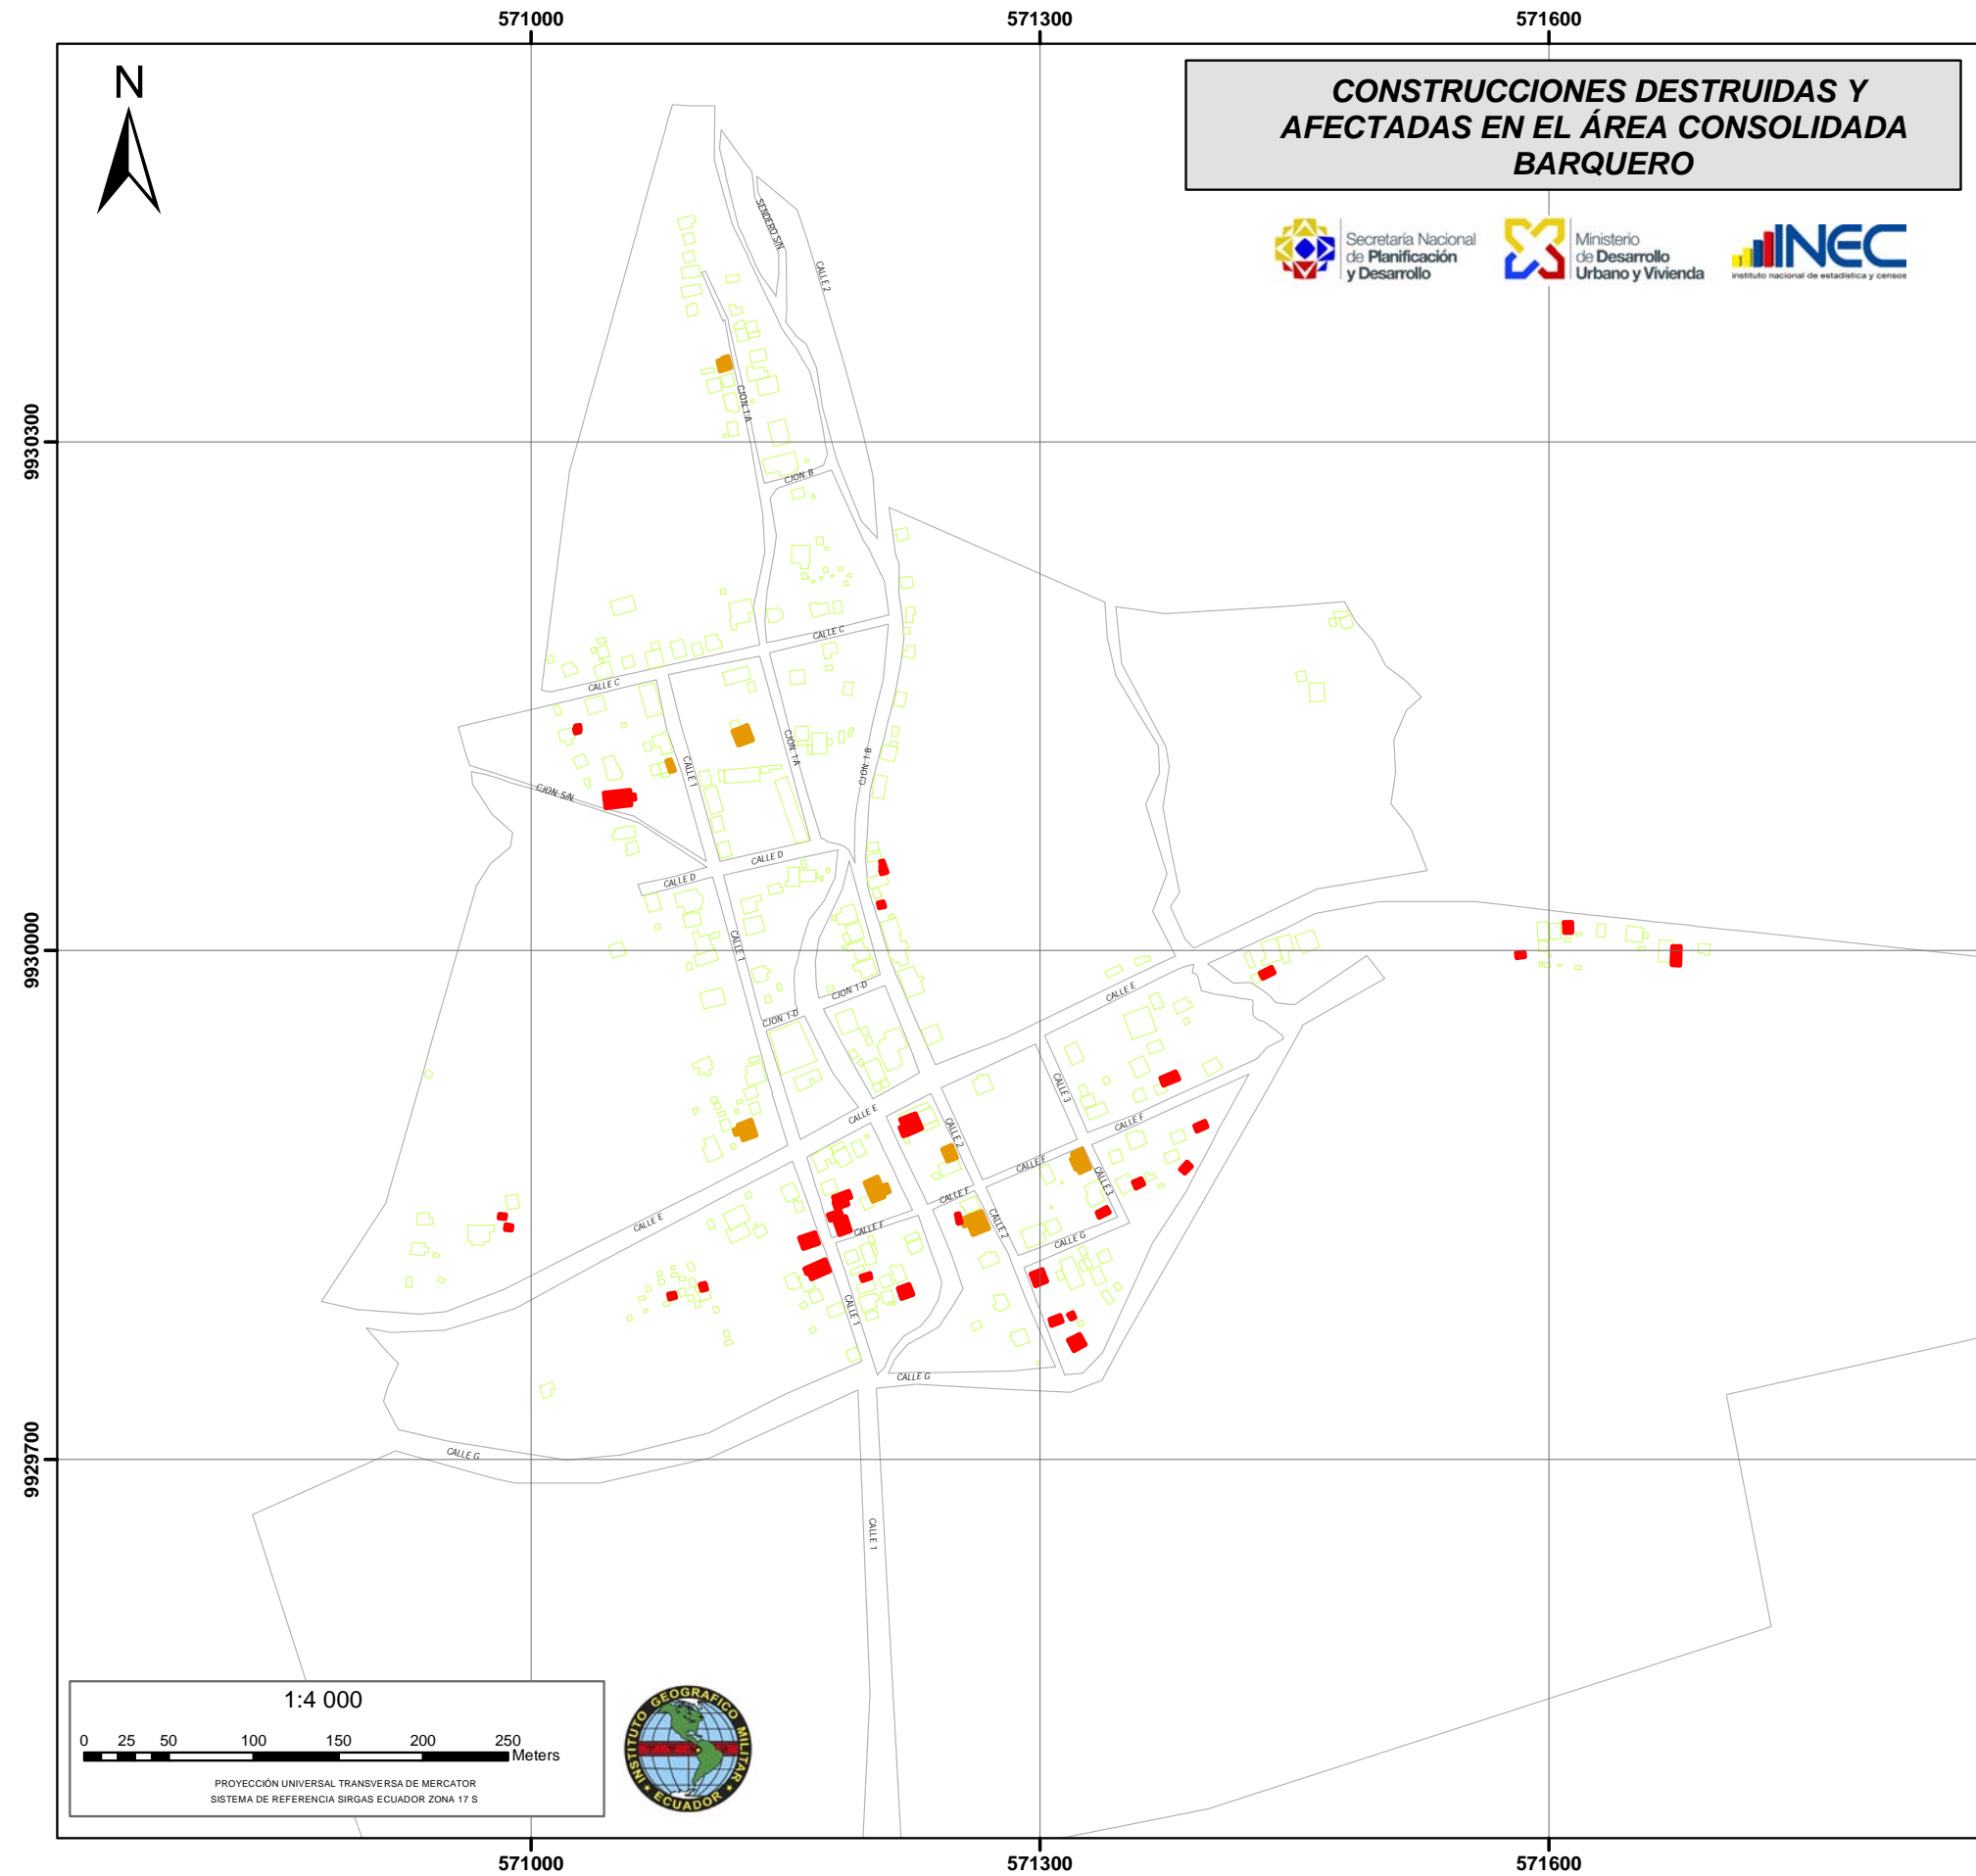 571000
571300
571600
N
CONSTRUCCIONES DESTRUIDAS Y
AFECTADAS EN EL ÁREA CONSOLIDADA
BARQUERO
Secretaría Nacional
de Planificación
y Desarrollo
Ministerio
de Desarrollo
Urbano y Vivienda
INEC
instituto nacional de estadística y censos
SENDERO S/N
CALLE 2
CJON. 1-A
9930300
CJON. B
CALLE C
CALLE C
CJON. 1-A
CJON. 1-B
CALLE 1
CJON. S/N
CALLE D
CALLE D
CALLE 1
9930000
CJON. 1-D
CALLE E
CJON. 1-D
CALLE 3
CALLE E
CALLE F
CALLE 2
CALLE F
CALLE 3
CALLE F
CALLE E
CALLE F
CALLE 2
CALLE G
CALLE 1
CALLE G
9929700
CALLE G
CALLE 1
1:4 000
0 25 50 100 150 200 250
Meters
PROYECCIÓN UNIVERSAL TRANSVERSA DE MERCATOR
SISTEMA DE REFERENCIA SIRGAS ECUADOR ZONA 17 S
INSTITUTO GEOGRAFICO MILITAR
ECUADOR
571000
571300
571600